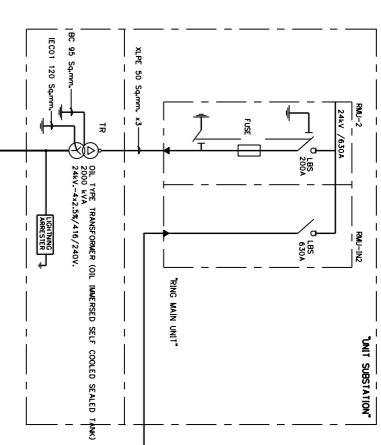 "UNIT SUBSTATION"
RMU-2
24kV /630A
RMU-IN2
LBS
200A
LBS
630A
FUSE
"RING MAIN UNIT"
XLPE 50 Sq.mm. x3
TR
BC 95 Sq.mm.
IEC01 120 Sq.mm.
OIL TYPE TRANSFORMER (OIL IMMERSED SELF COOLED SEALED TANK)
2000 kVA
24kV.-4x2.5%/416/240V.
LIGHTNING
ARRESTER